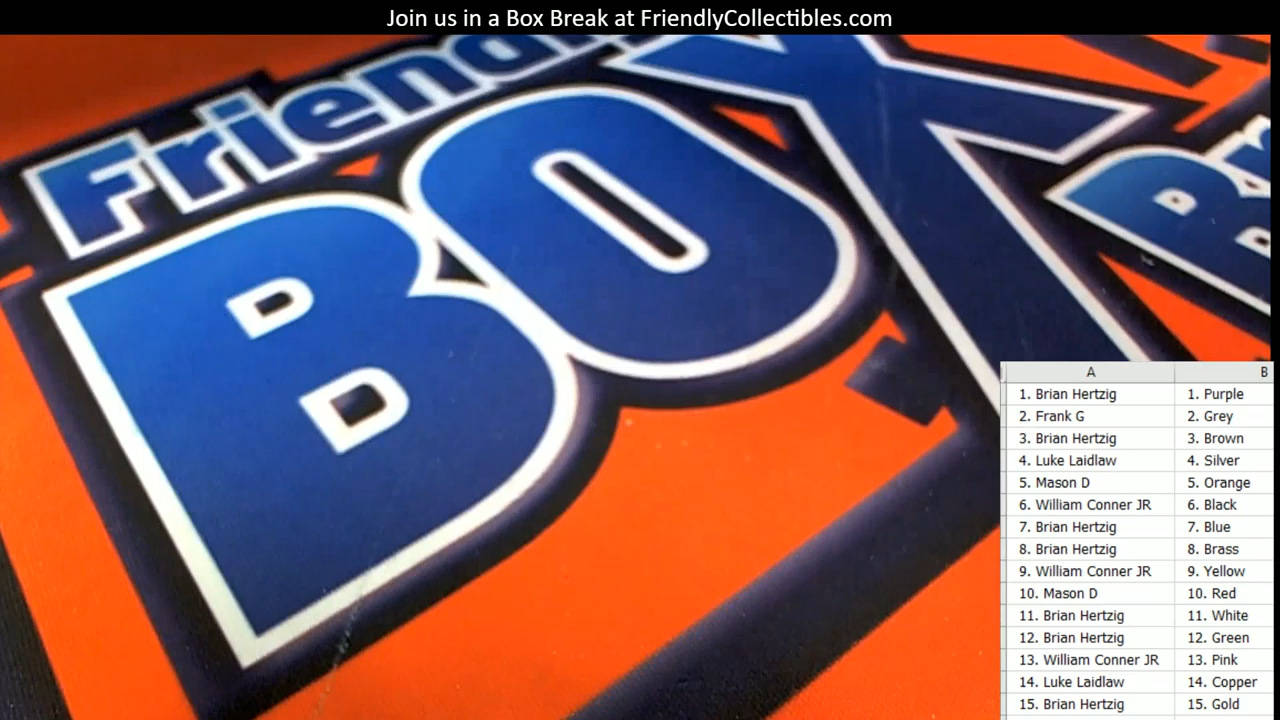 Join us in a Box Break at FriendlyCollectibles.com
BOX
A B
1. Brian Hertzig 1. Purple
2. Frank G 2. Grey
3. Brian Hertzig 3. Brown
4. Luke Laidlaw 4. Silver
5. Mason D 5. Orange
6. William Conner JR 6. Black
7. Brian Hertzig 7. Blue
8. Brian Hertzig 8. Brass
9. William Conner JR 9. Yellow
10. Mason D 10. Red
11. Brian Hertzig 11. White
12. Brian Hertzig 12. Green
13. William Conner JR 13. Pink
14. Luke Laidlaw 14. Copper
15. Brian Hertzig 15. Gold